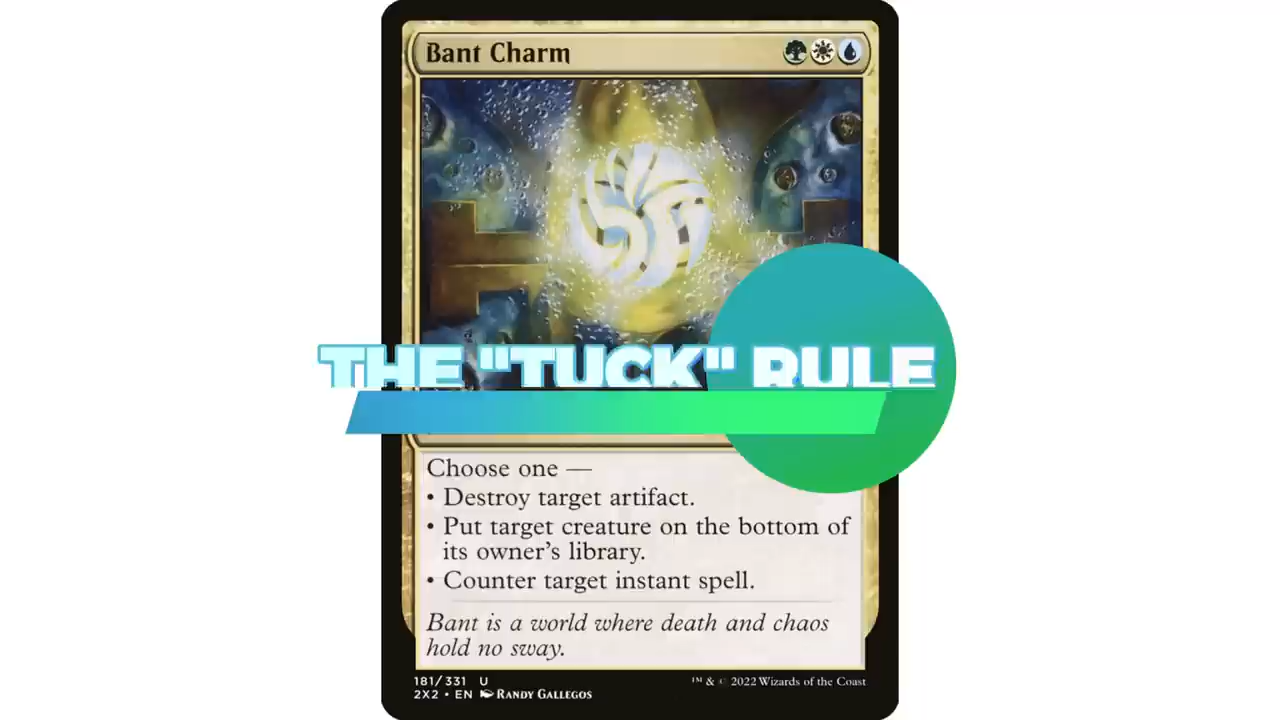 Bant Charm
THE "TUCK" RULE
Choose one —
• Destroy target artifact.
• Put target creature on the bottom of
its owner's library.
• Counter target instant spell.
Bant is a world where death and chaos
hold no sway.
181/331 U
2X2 • EN Randy Gallegos
™ & © 2022 Wizards of the Coast